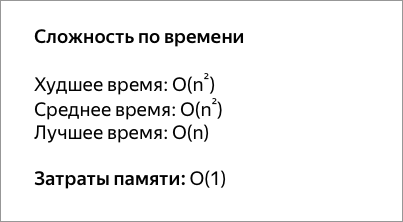 Сложность по времени
Худшее время: O(n²)
Среднее время: O(n²)
Лучшее время: O(n)
Затраты памяти: O(1)